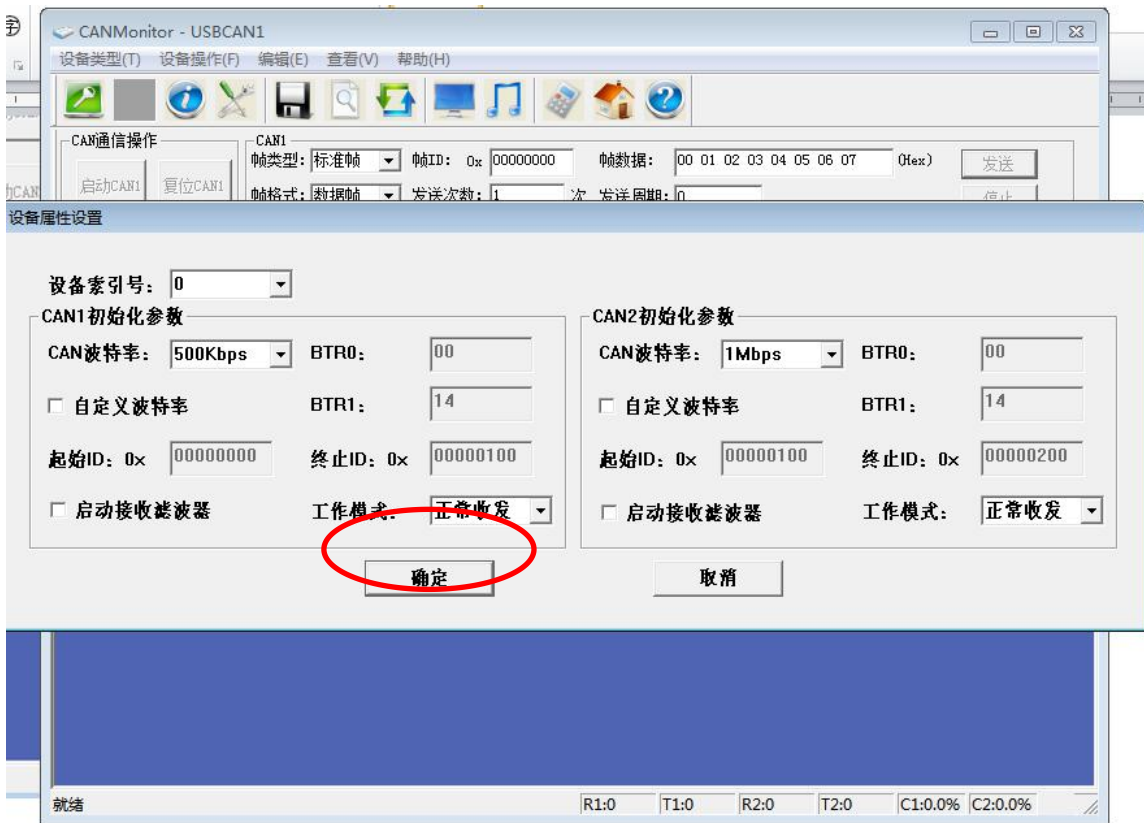 CANMonitor - USBCAN1
设备类型(T) 设备操作(F) 编辑(E) 查看(V) 帮助(H)
CAN通信操作 CAN1
帧类型: 标准帧 帧ID: 0x 00000000 帧数据: 00 01 02 03 04 05 06 07 (Hex) 发送
启动CAN1 复位CAN1
帧格式: 数据帧 发送次数: 1 次 发送周期: 0 停止
设备属性设置
设备索引号: 0
CAN1初始化参数 CAN2初始化参数
CAN波特率: 500Kbps BTR0: 00 CAN波特率: 1Mbps BTR0: 00
自定义波特率 BTR1: 14 自定义波特率 BTR1: 14
起始ID: 0x 00000000 终止ID: 0x 00000100 起始ID: 0x 00000100 终止ID: 0x 00000200
启动接收滤波器 工作模式: 正常收发 启动接收滤波器 工作模式: 正常收发
确定 取消
就绪 R1:0 T1:0 R2:0 T2:0 C1:0.0% C2:0.0%